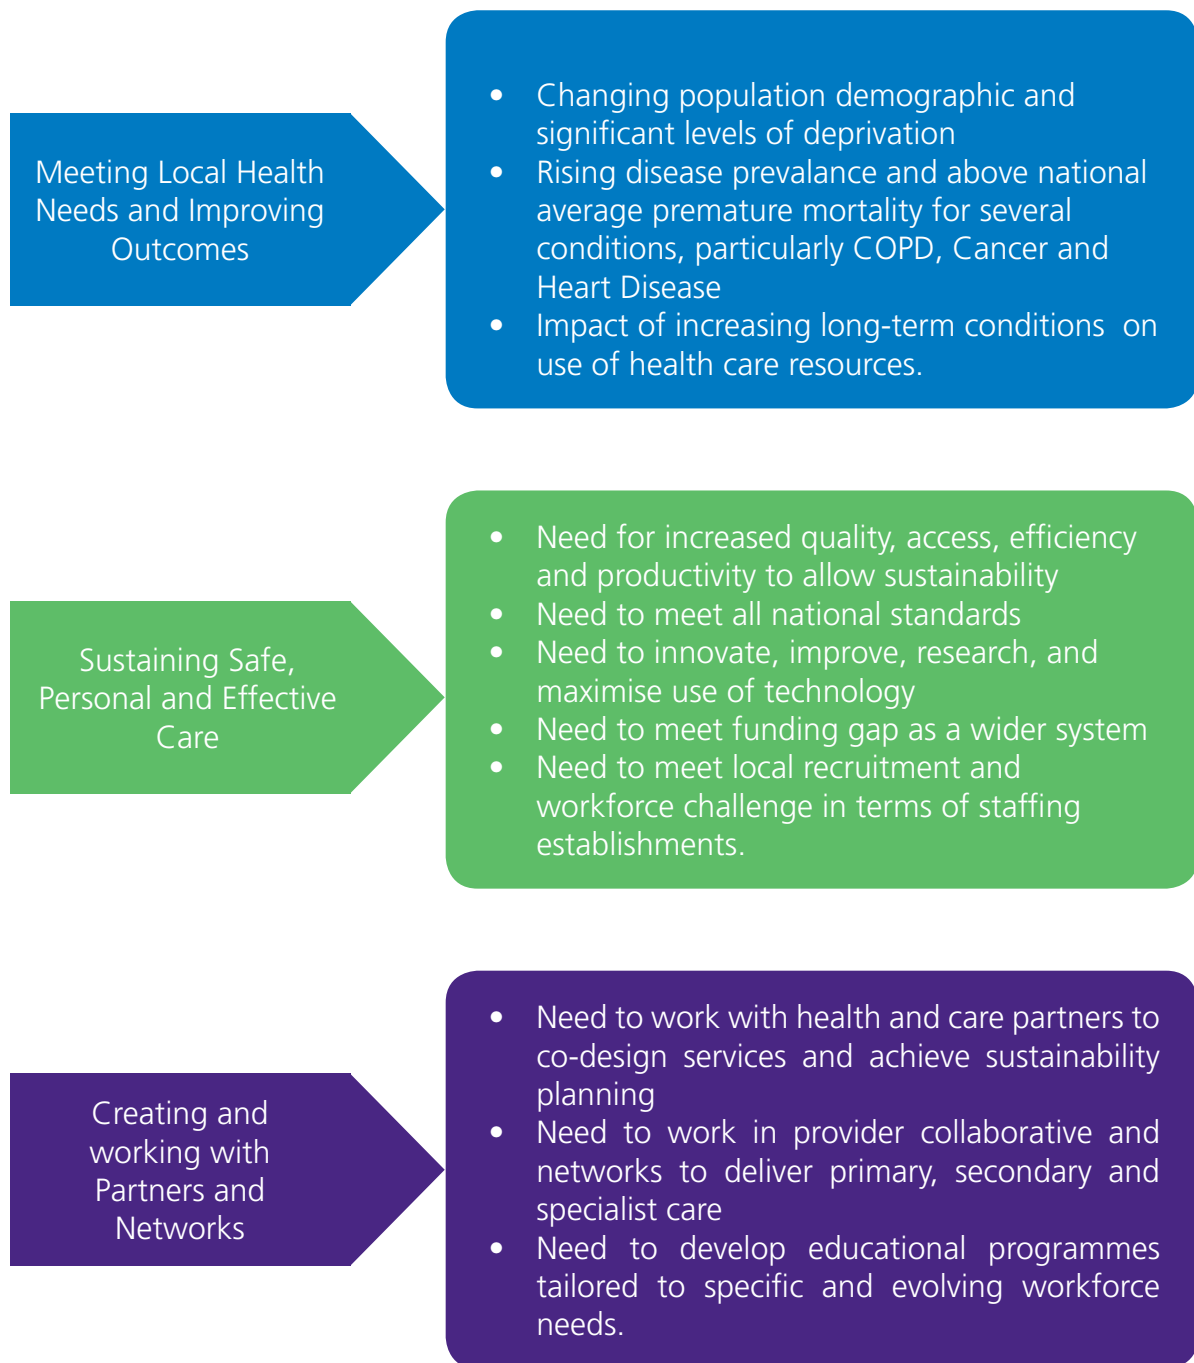 Meeting Local Health
Needs and Improving
Outcomes
• Changing population demographic and
significant levels of deprivation
• Rising disease prevalance and above national
average premature mortality for several
conditions, particularly COPD, Cancer and
Heart Disease
• Impact of increasing long-term conditions on
use of health care resources.
Sustaining Safe,
Personal and Effective
Care
• Need for increased quality, access, efficiency
and productivity to allow sustainability
• Need to meet all national standards
• Need to innovate, improve, research, and
maximise use of technology
• Need to meet funding gap as a wider system
• Need to meet local recruitment and
workforce challenge in terms of staffing
establishments.
Creating and
working with
Partners and
Networks
• Need to work with health and care partners to
co-design services and achieve sustainability
planning
• Need to work in provider collaborative and
networks to deliver primary, secondary and
specialist care
• Need to develop educational programmes
tailored to specific and evolving workforce
needs.